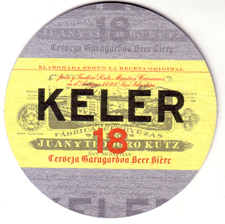 18
Cerveza Garagardoa Beer Bière
ELABORADA SEGÚN LA RECETA ORIGINAL
KELER
FÁBRICA DE CERVEZAS
JUAN Y TEODORO KUTZ
18
Cerveza Garagardoa Beer Bière
KELER